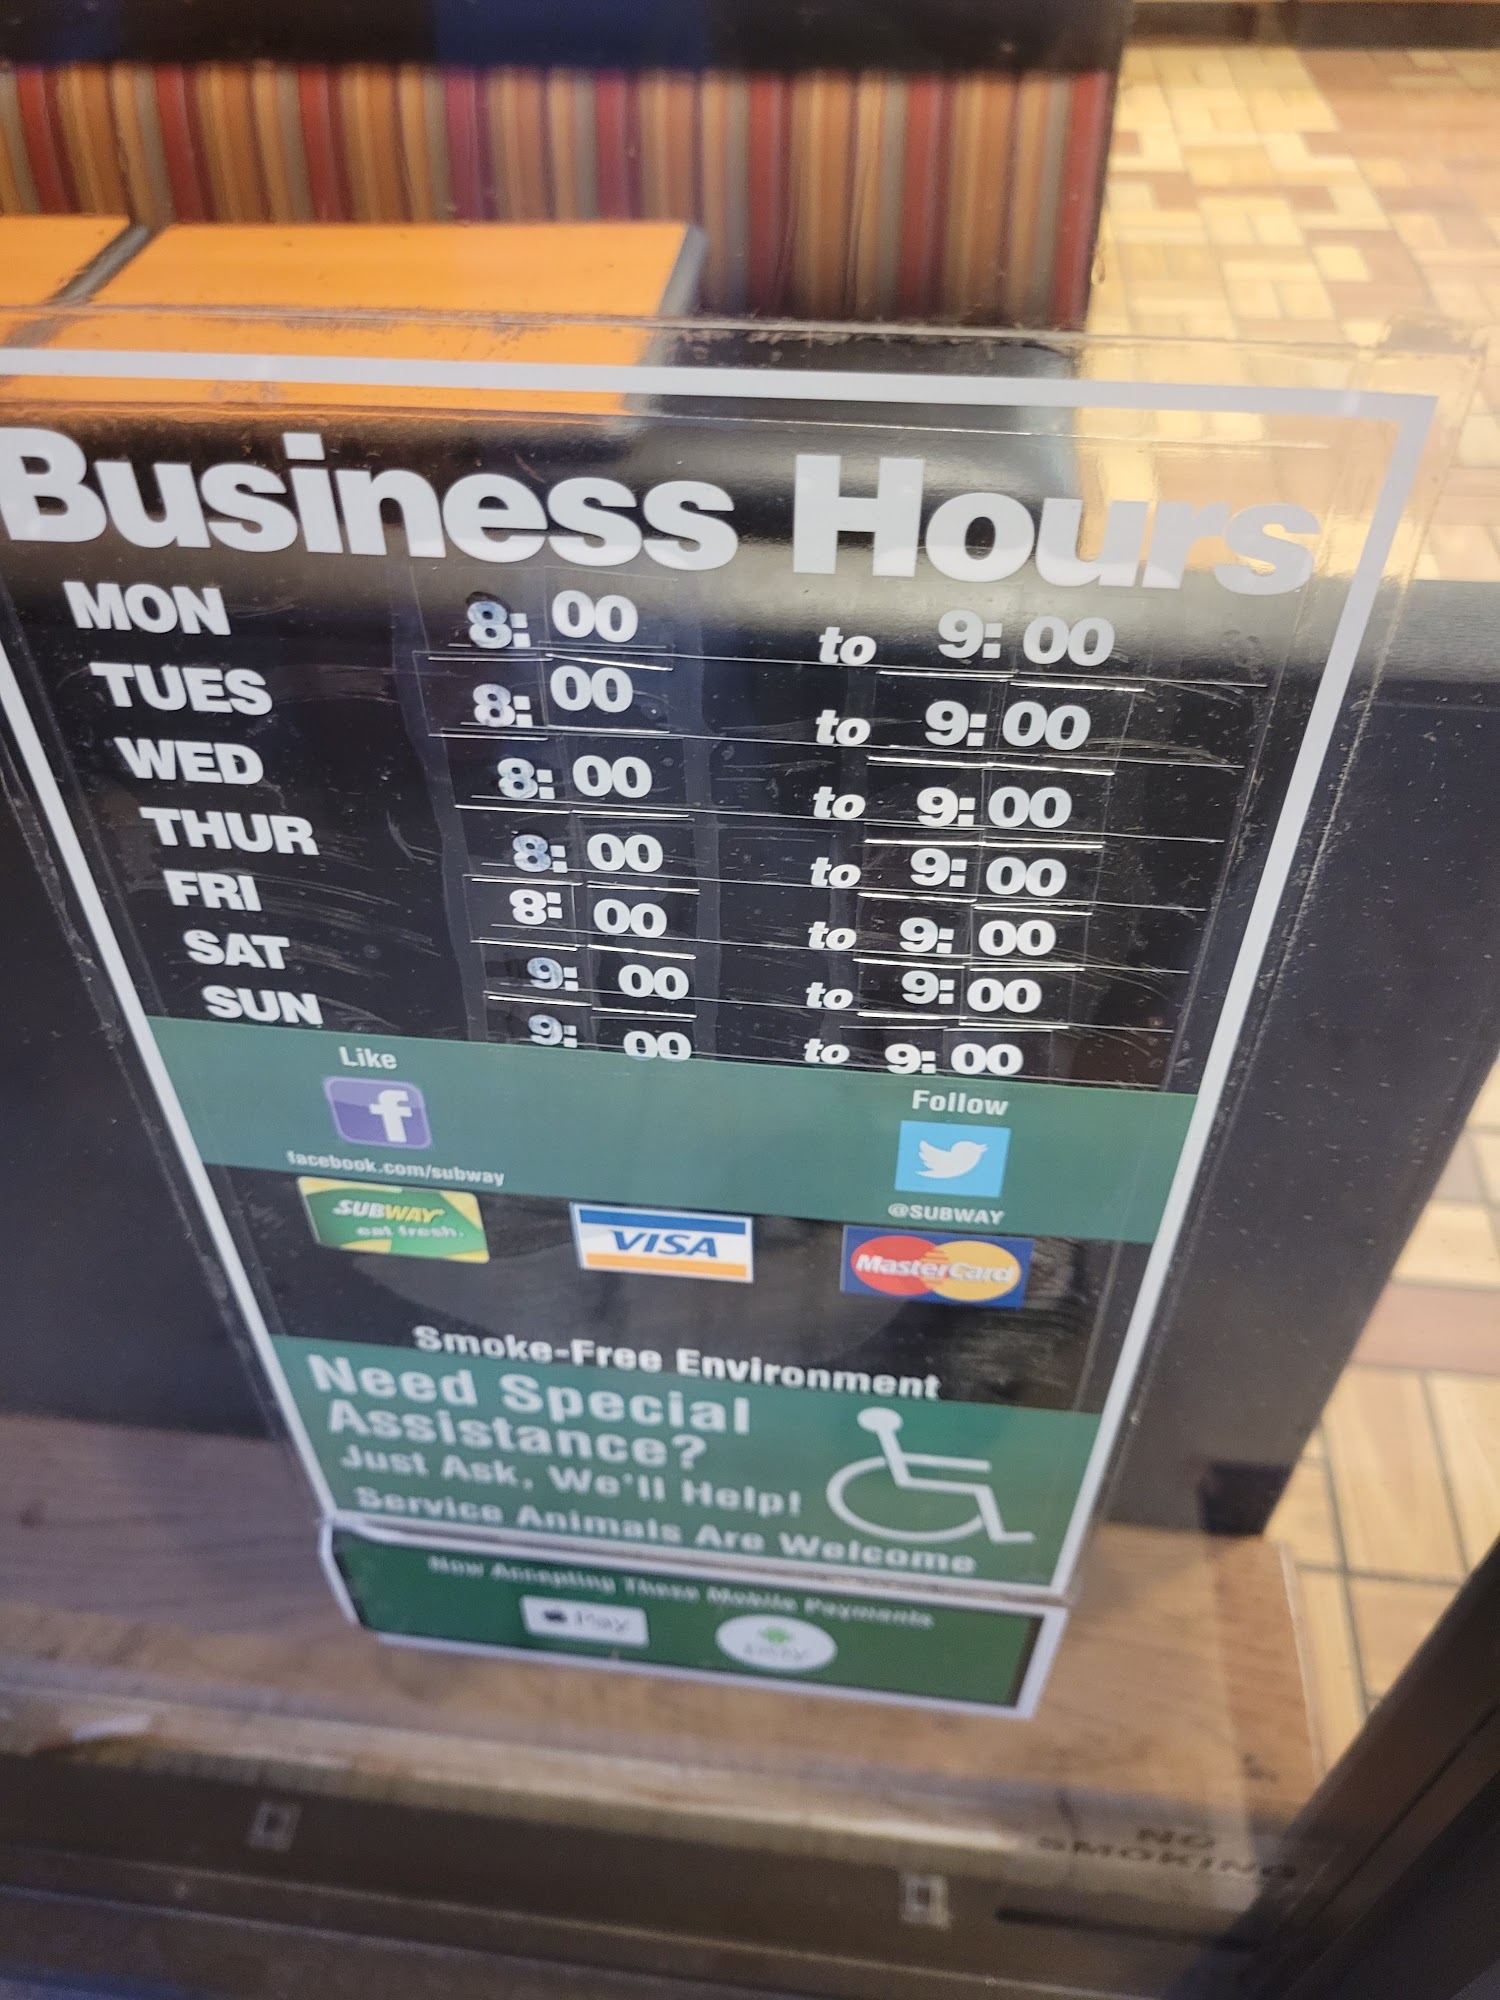 Business Hours
MON 8:00 to 9:00
TUES 8:00 to 9:00
WED 8:00 to 9:00
THUR 8:00 to 9:00
FRI 8:00 to 9:00
SAT 9:00 to 9:00
SUN 9:00 to 9:00
Like
Follow
f
facebook.com/subway
@SUBWAY
SUBWAY
eat fresh.
VISA
MasterCard
Smoke-Free Environment
Need Special
Assistance?
Just Ask, We'll Help!
Service Animals Are Welcome
Now Accepting These Mobile Payments
Pay
NO
SMOKING